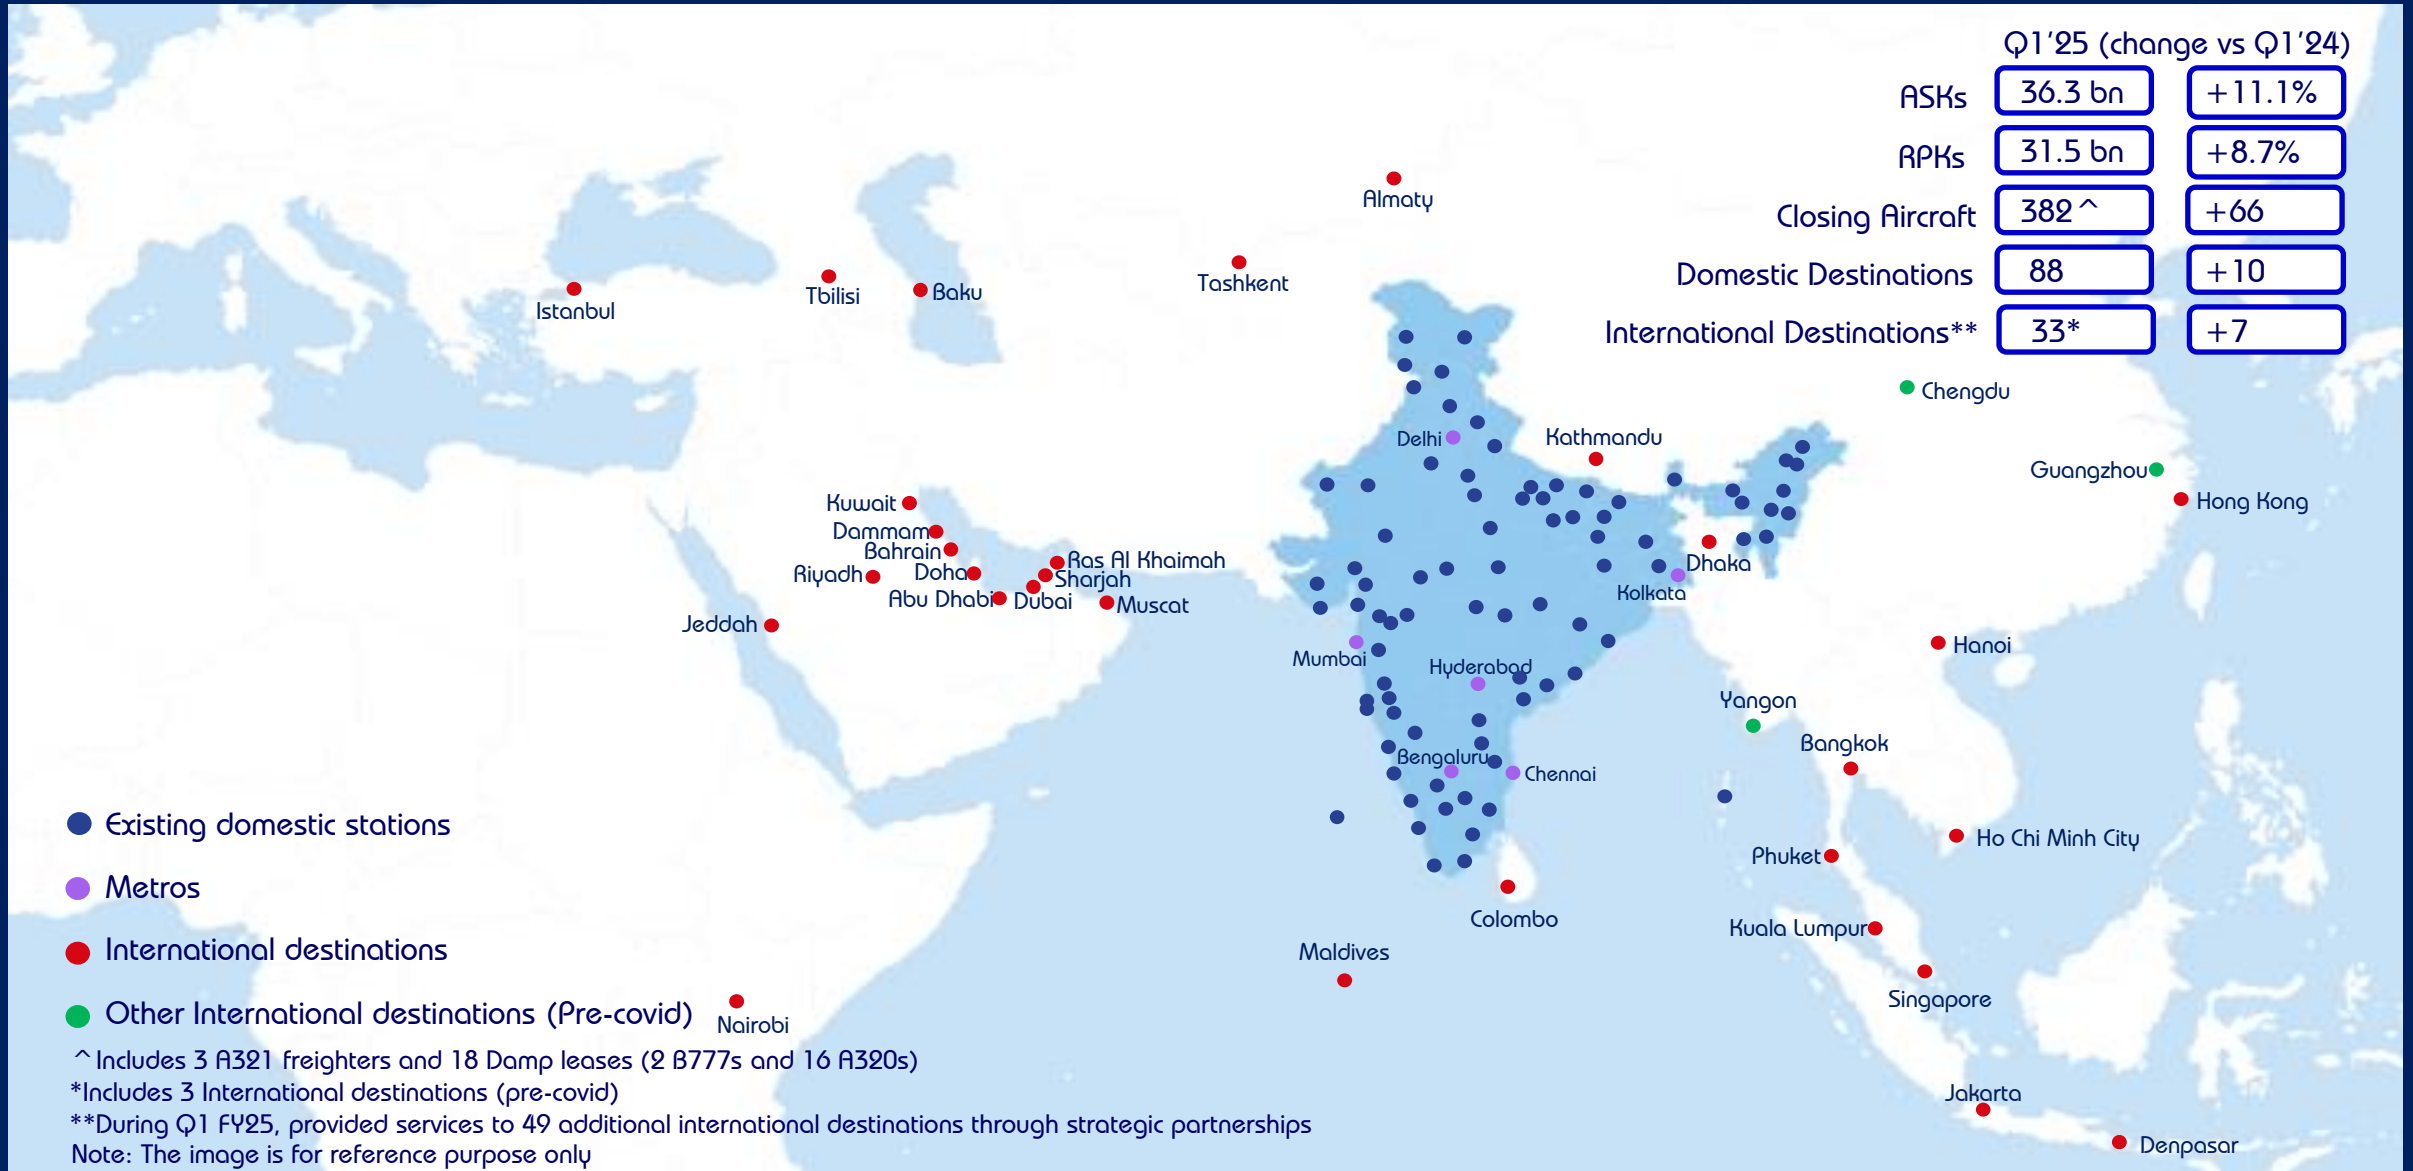 Q1'25 (change vs Q1'24)
ASKs 36.3 bn +11.1%
RPKs 31.5 bn +8.7%
Closing Aircraft 382^ +66
Domestic Destinations 88 +10
International Destinations** 33* +7
Almaty
Tashkent
Istanbul
Tbilisi
Baku
Chengdu
Delhi
Kathmandu
Guangzhou
Hong Kong
Kuwait
Dammam
Bahrain
Riyadh
Doha
Ras Al Khaimah
Sharjah
Abu Dhabi
Dubai
Muscat
Jeddah
Dhaka
Kolkata
Mumbai
Hyderabad
Hanoi
Yangon
Bangkok
Bengaluru
Chennai
Ho Chi Minh City
Phuket
Colombo
Kuala Lumpur
Maldives
Singapore
Nairobi
Jakarta
Denpasar
Existing domestic stations
Metros
International destinations
Other International destinations (Pre-covid)
^Includes 3 A321 freighters and 18 Damp leases (2 B777s and 16 A320s)
*Includes 3 International destinations (pre-covid)
**During Q1 FY25, provided services to 49 additional international destinations through strategic partnerships
Note: The image is for reference purpose only